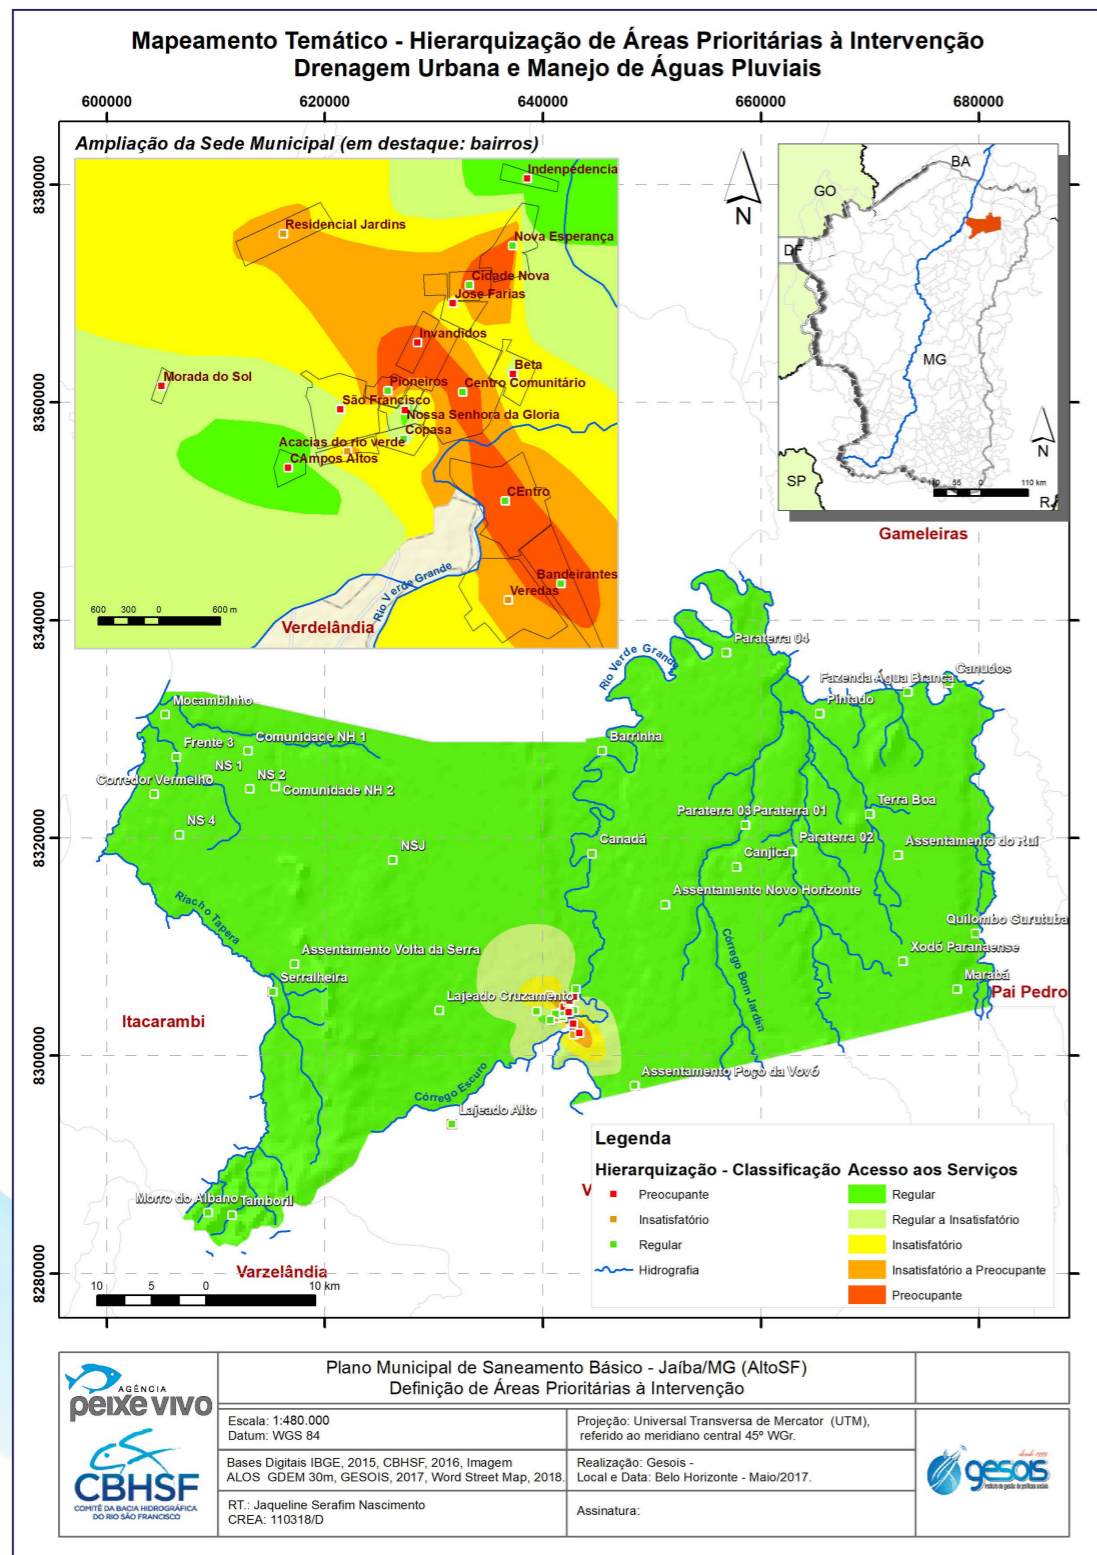 Mapeamento Temático - Hierarquização de Áreas Prioritárias à Intervenção
Drenagem Urbana e Manejo de Águas Pluviais
600000
620000
640000
660000
680000
8380000
8360000
8340000
8320000
8300000
8280000
Ampliação da Sede Municipal (em destaque: bairros)
Indenpedencia
Residencial Jardins
Nova Esperança
Cidade Nova
Jose Farias
Invandidos
Beta
Morada do Sol
Pioneiros
Centro Comunitário
São Francisco
Nossa Senhora da Gloria
Copasa
Acacias do rio verde
CAmpos Altos
CEntro
Bandeirantes
Veredas
Rio Verde Grande
Verdelândia
600 300 0 600 m
N
BA
GO
DF
MG
SP
N
55 0 110 km
Gameleiras
Paraterra 04
Rio Verde Grande
Canudos
Fazenda Água Branca
Pintado
Mocambinho
Comunidade NH 1
Frente 3
Barrinha
NS 1
NS 2
Corredor Vermelho
Comunidade NH 2
Terra Boa
Paraterra 03
Paraterra 01
NS 4
Paraterra 02
NSJ
Canadá
Canjica
Assentamento do Rui
Assentamento Novo Horizonte
Riacho Tapera
Quilombo Gurutuba
Assentamento Volta da Serra
Xodó Paranaense
Córrego Bom Jardim
Serralheira
Marabá
Lajeado Cruzamento
Pai Pedro
Itacarambi
Assentamento Poço da Vovó
Córrego Escuro
Lajeado Alto
Morro do Albano
Tamboril
Varzelândia
10 5 0 10 km
Legenda
Hierarquização - Classificação
Preocupante
Insatisfatório
Regular
Hidrografia
Acesso aos Serviços
Regular
Regular a Insatisfatório
Insatisfatório
Insatisfatório a Preocupante
Preocupante
AGÊNCIA
peixe vivo
CBHSF
COMITÊ DA BACIA HIDROGRÁFICA
DO RIO SÃO FRANCISCO
Plano Municipal de Saneamento Básico - Jaíba/MG (AltoSF)
Definição de Áreas Prioritárias à Intervenção
Escala: 1:480.000
Datum: WGS 84
Projeção: Universal Transversa de Mercator (UTM),
referido ao meridiano central 45º WGr.
Bases Digitais IBGE, 2015, CBHSF, 2016, Imagem
ALOS GDEM 30m, GESOIS, 2017, Word Street Map, 2018.
Realização: Gesois -
Local e Data: Belo Horizonte - Maio/2017.
RT.: Jaqueline Serafim Nascimento
CREA: 110318/D
Assinatura:
gesois